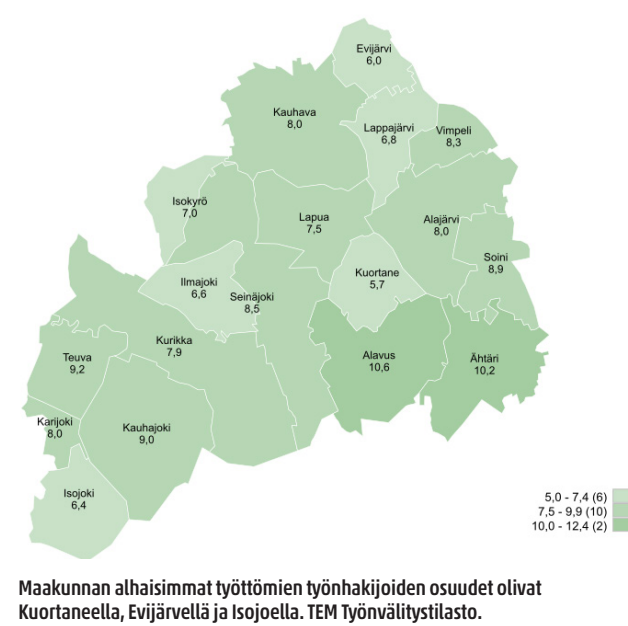 Evijärvi
6,0
Kauhava
8,0
Lappajärvi
6,8
Vimpeli
8,3
Isokyrö
7,0
Lapua
7,5
Alajärvi
8,0
Soini
8,9
Kuortane
5,7
Ilmajoki
6,6
Seinäjoki
8,5
Kurikka
7,9
Teuva
9,2
Alavus
10,6
Ähtäri
10,2
Karijoki
8,0
Kauhajoki
9,0
Isojoki
6,4
5,0 - 7,4 (6)
7,5 - 9,9 (10)
10,0 - 12,4 (2)
Maakunnan alhaisimmat työttömien työnhakijoiden osuudet olivat
Kuortaneella, Evijärvellä ja Isojoella. TEM Työnvälitystilasto.